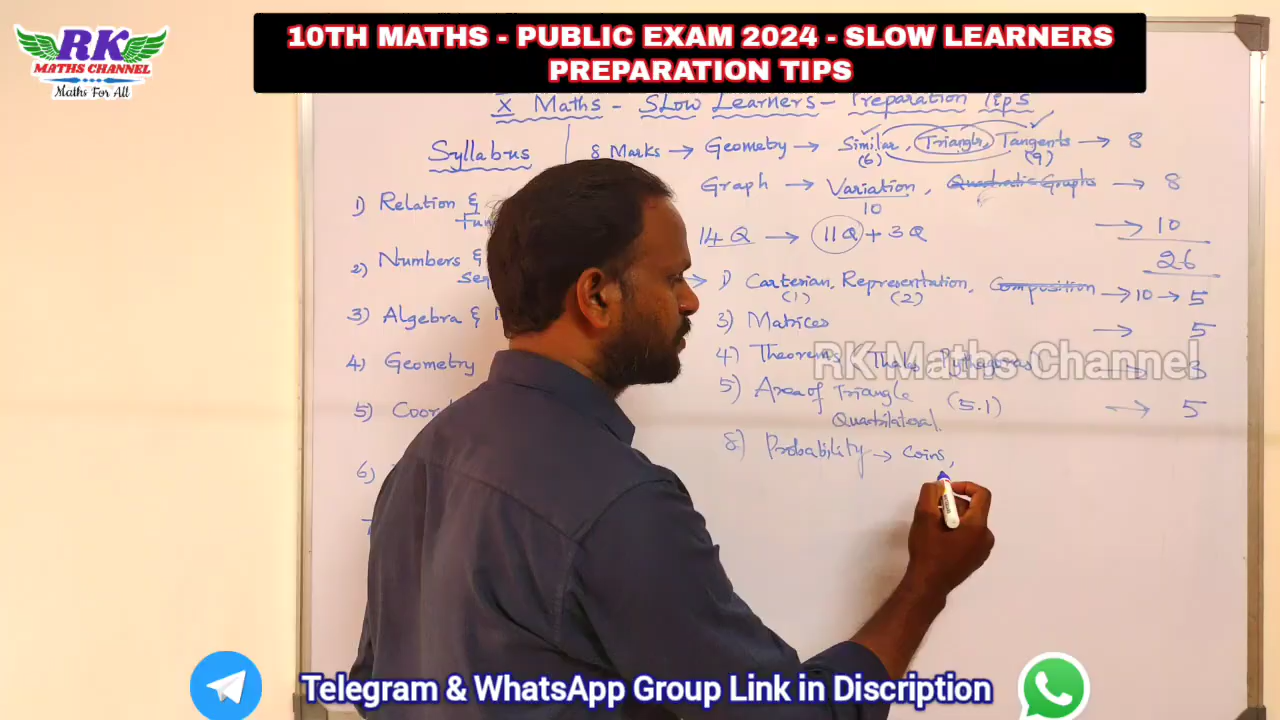 RK
MATHS CHANNEL
Maths For All
10TH MATHS - PUBLIC EXAM 2024 - SLOW LEARNERS
PREPARATION TIPS
X Maths - Slow Learners - Preparation Tips
Syllabus
8 Marks → Geometry → Similar, Triangle, Tangents → 8
(6) (9)
Graph → Variation, Quadratic Graphs → 8
10
14 Q → 11Q + 3Q → 10
26
1) Carterian, Representation, Composition → 10 → 5
(1) (2)
3) Matrices → 5
4) Theorems Thales Pythagoras
5) Area of Triangle (5.1) → 5
Quadrilateral.
8) Probability → Coins,
1) Relation &
2) Numbers &
3) Algebra &
4) Geometry
5)
6)
RK Maths Channel
Telegram & WhatsApp Group Link in Discription